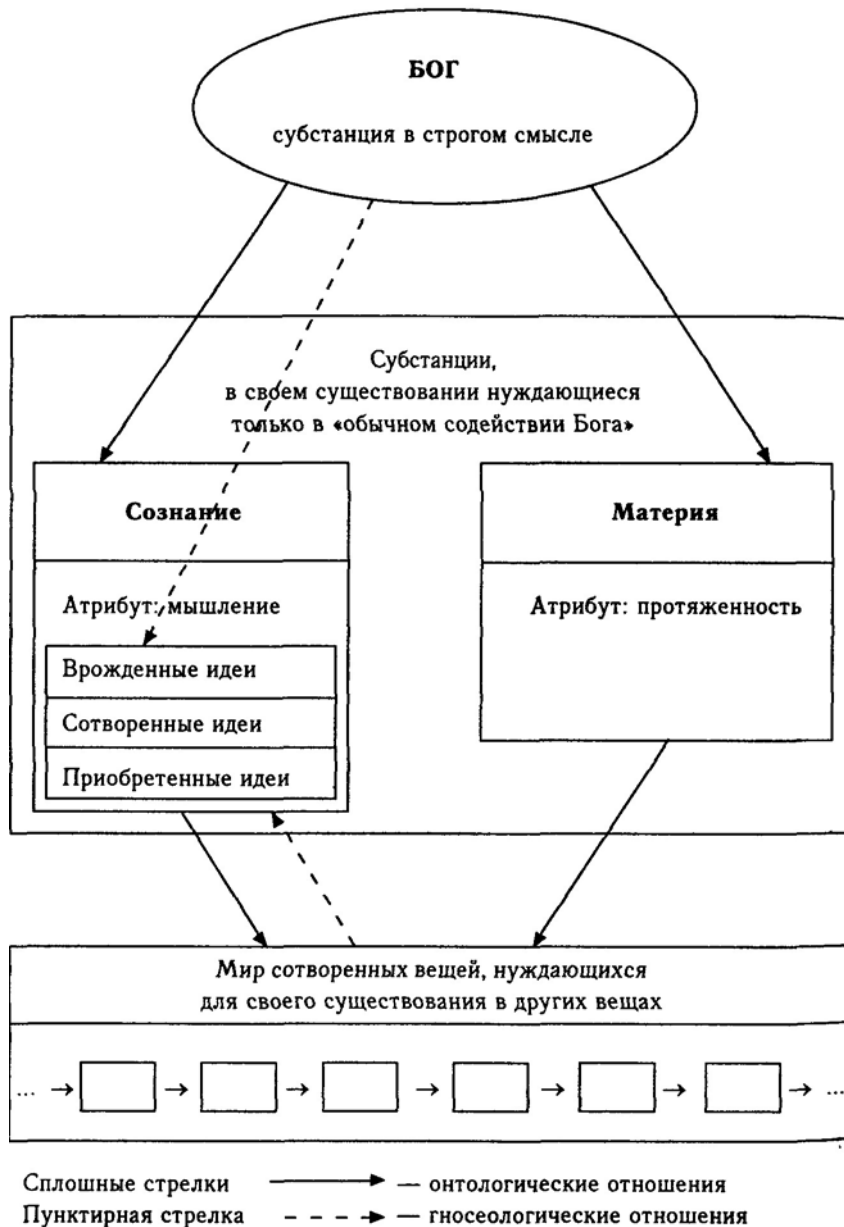 БОГ
субстанция в строгом смысле
Субстанции,
в своем существовании нуждающиеся
только в «обычном содействии Бога»
Сознание
Атрибут: мышление
Врожденные идеи
Сотворенные идеи
Приобретенные идеи
Материя
Атрибут: протяженность
Мир сотворенных вещей, нуждающихся
для своего существования в других вещах
... → → → → → → → ...
Сплошные стрелки → — онтологические отношения
Пунктирная стрелка - - - → — гносеологические отношения